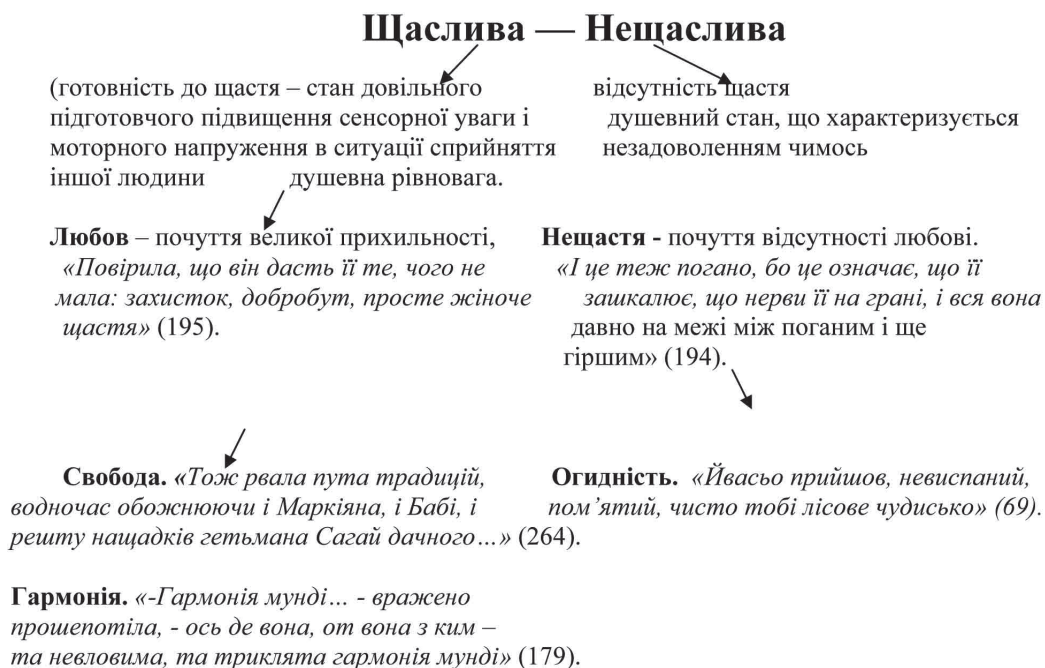 Щаслива — Нещаслива
(готовність до щастя – стан довільного
підготовчого підвищення сенсорної уваги і
моторного напруження в ситуації сприйняття
іншої людини душевна рівновага.
відсутність щастя
душевний стан, що характеризується
незадоволенням чимось
Любов – почуття великої прихильності,
«Повірила, що він дасть їі те, чого не
мала: захисток, добробут, просте жіноче
щастя» (195).
Нещастя - почуття відсутності любові.
«І це теж погано, бо це означає, що її
зашкалює, що нерви її на грані, і вся вона
давно на межі між поганим і ще
гіршим» (194).
Свобода. «Тож рвала пута традицій,
водночас обожнюючи і Маркіяна, і Бабі, і
решту нащадків гетьмана Сагай дачного…» (264).
Огидність. «Йвасьо прийшов, невиспаний,
пом’ятий, чисто тобі лісове чудисько» (69).
Гармонія. «-Гармонія мунді… - вражено
прошепотіла, - ось де вона, от вона з ким –
та невловима, та триклята гармонія мунді» (179).